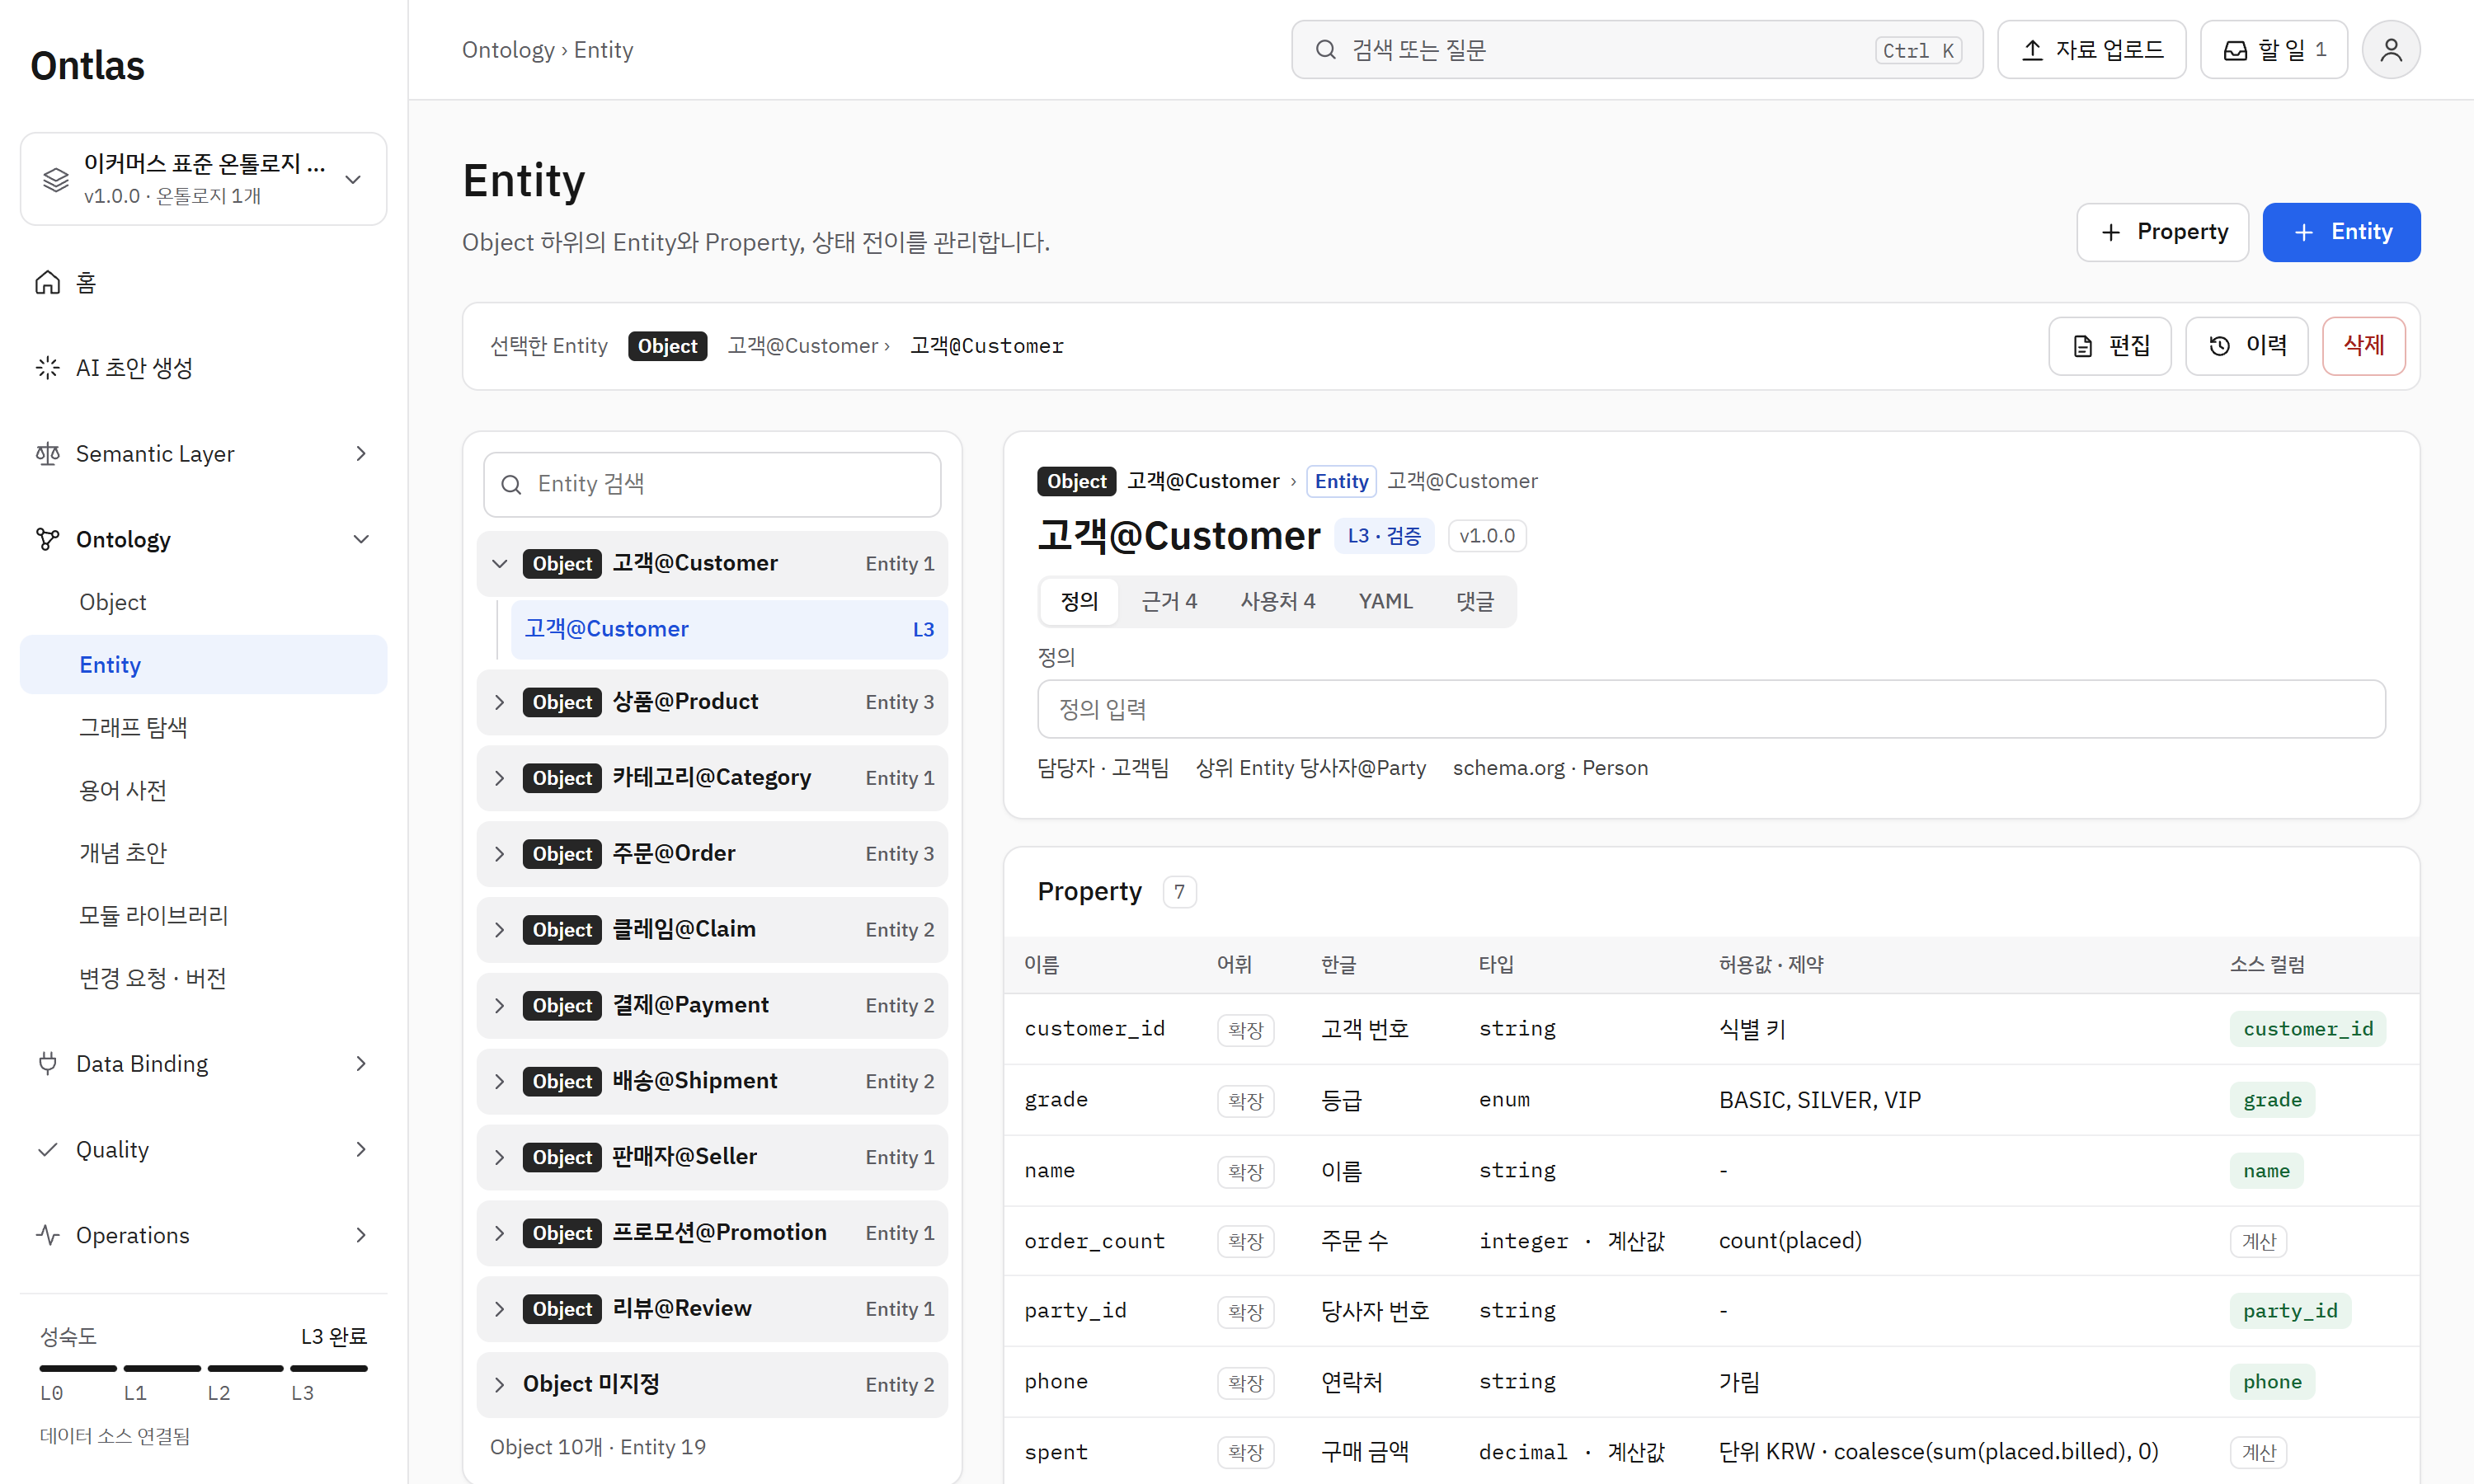 Ontlas
이커머스 표준 온톨로지 ...
v1.0.0 · 온톨로지 1개
홈
AI 초안 생성
Semantic Layer
Ontology
Object
Entity
그래프 탐색
용어 사전
개념 초안
모듈 라이브러리
변경 요청 · 버전
Data Binding
Quality
Operations
성숙도 L3 완료
L0 L1 L2 L3
데이터 소스 연결됨
Ontology › Entity
검색 또는 질문 Ctrl K
자료 업로드
할 일 1
Entity
Object 하위의 Entity와 Property, 상태 전이를 관리합니다.
+ Property
+ Entity
선택한 Entity Object 고객@Customer › 고객@Customer
편집
이력
삭제
Entity 검색
Object 고객@Customer Entity 1
고객@Customer L3
Object 상품@Product Entity 3
Object 카테고리@Category Entity 1
Object 주문@Order Entity 3
Object 클레임@Claim Entity 2
Object 결제@Payment Entity 2
Object 배송@Shipment Entity 2
Object 판매자@Seller Entity 1
Object 프로모션@Promotion Entity 1
Object 리뷰@Review Entity 1
Object 미지정 Entity 2
Object 10개 · Entity 19
Object 고객@Customer › Entity 고객@Customer
고객@Customer L3 · 검증 v1.0.0
정의 근거 4 사용처 4 YAML 댓글
정의
정의 입력
담당자 · 고객팀 상위 Entity 당사자@Party schema.org · Person
Property 7
이름 어휘 한글 타입 허용값 · 제약 소스 컬럼
customer_id 확장 고객 번호 string 식별 키 customer_id
grade 확장 등급 enum BASIC, SILVER, VIP grade
name 확장 이름 string - name
order_count 확장 주문 수 integer · 계산값 count(placed) 계산
party_id 확장 당사자 번호 string - party_id
phone 확장 연락처 string 가림 phone
spent 확장 구매 금액 decimal · 계산값 단위 KRW · coalesce(sum(placed.billed), 0) 계산